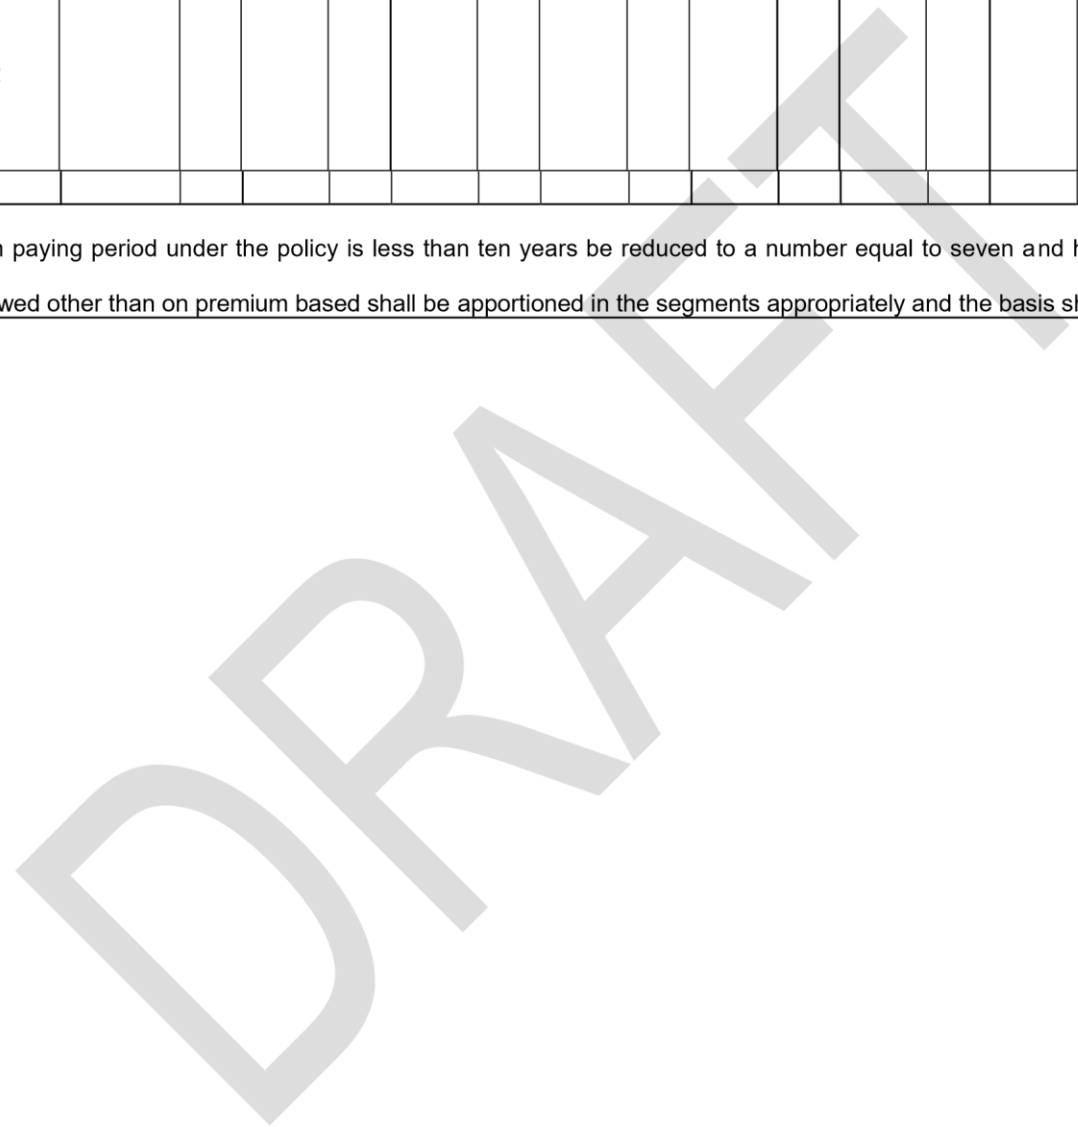 paying period under the policy is less than ten years be reduced to a number equal to seven and
other than on premium based shall be apportioned in the segments appropriately and the basis
DRAFT